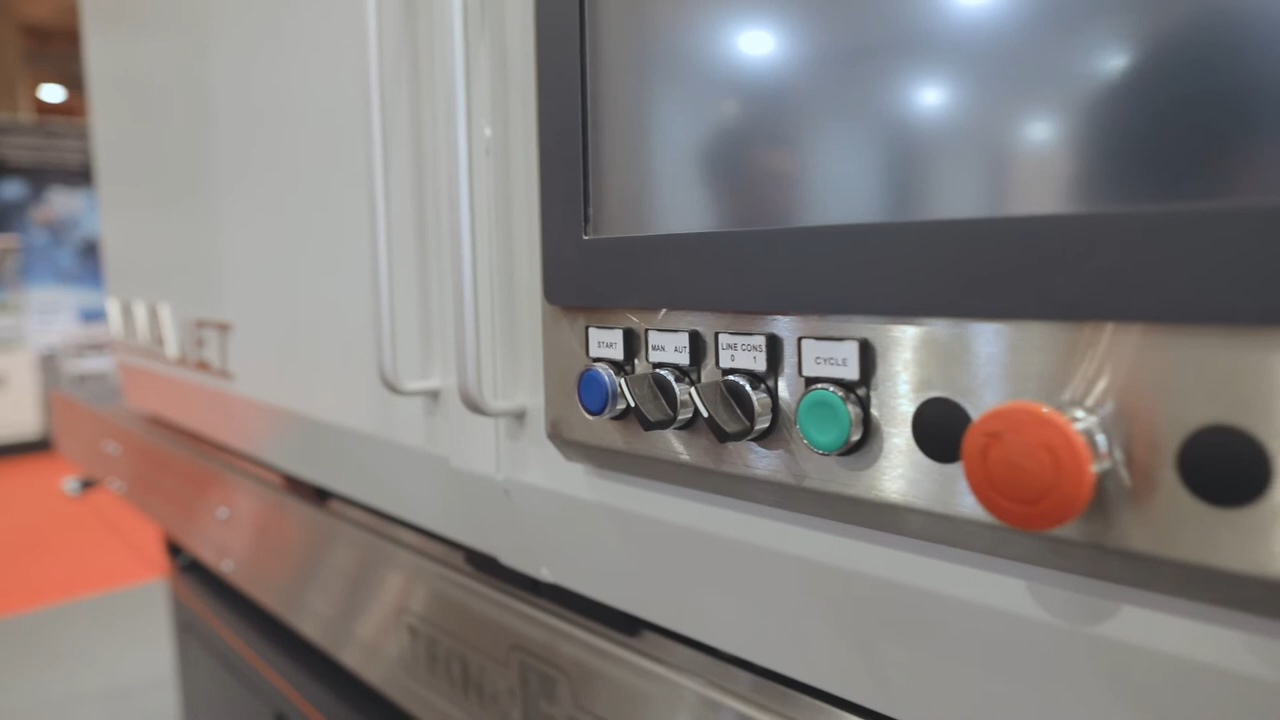 START
MAN. AUT.
LINE CONS.
0 1
CYCLE